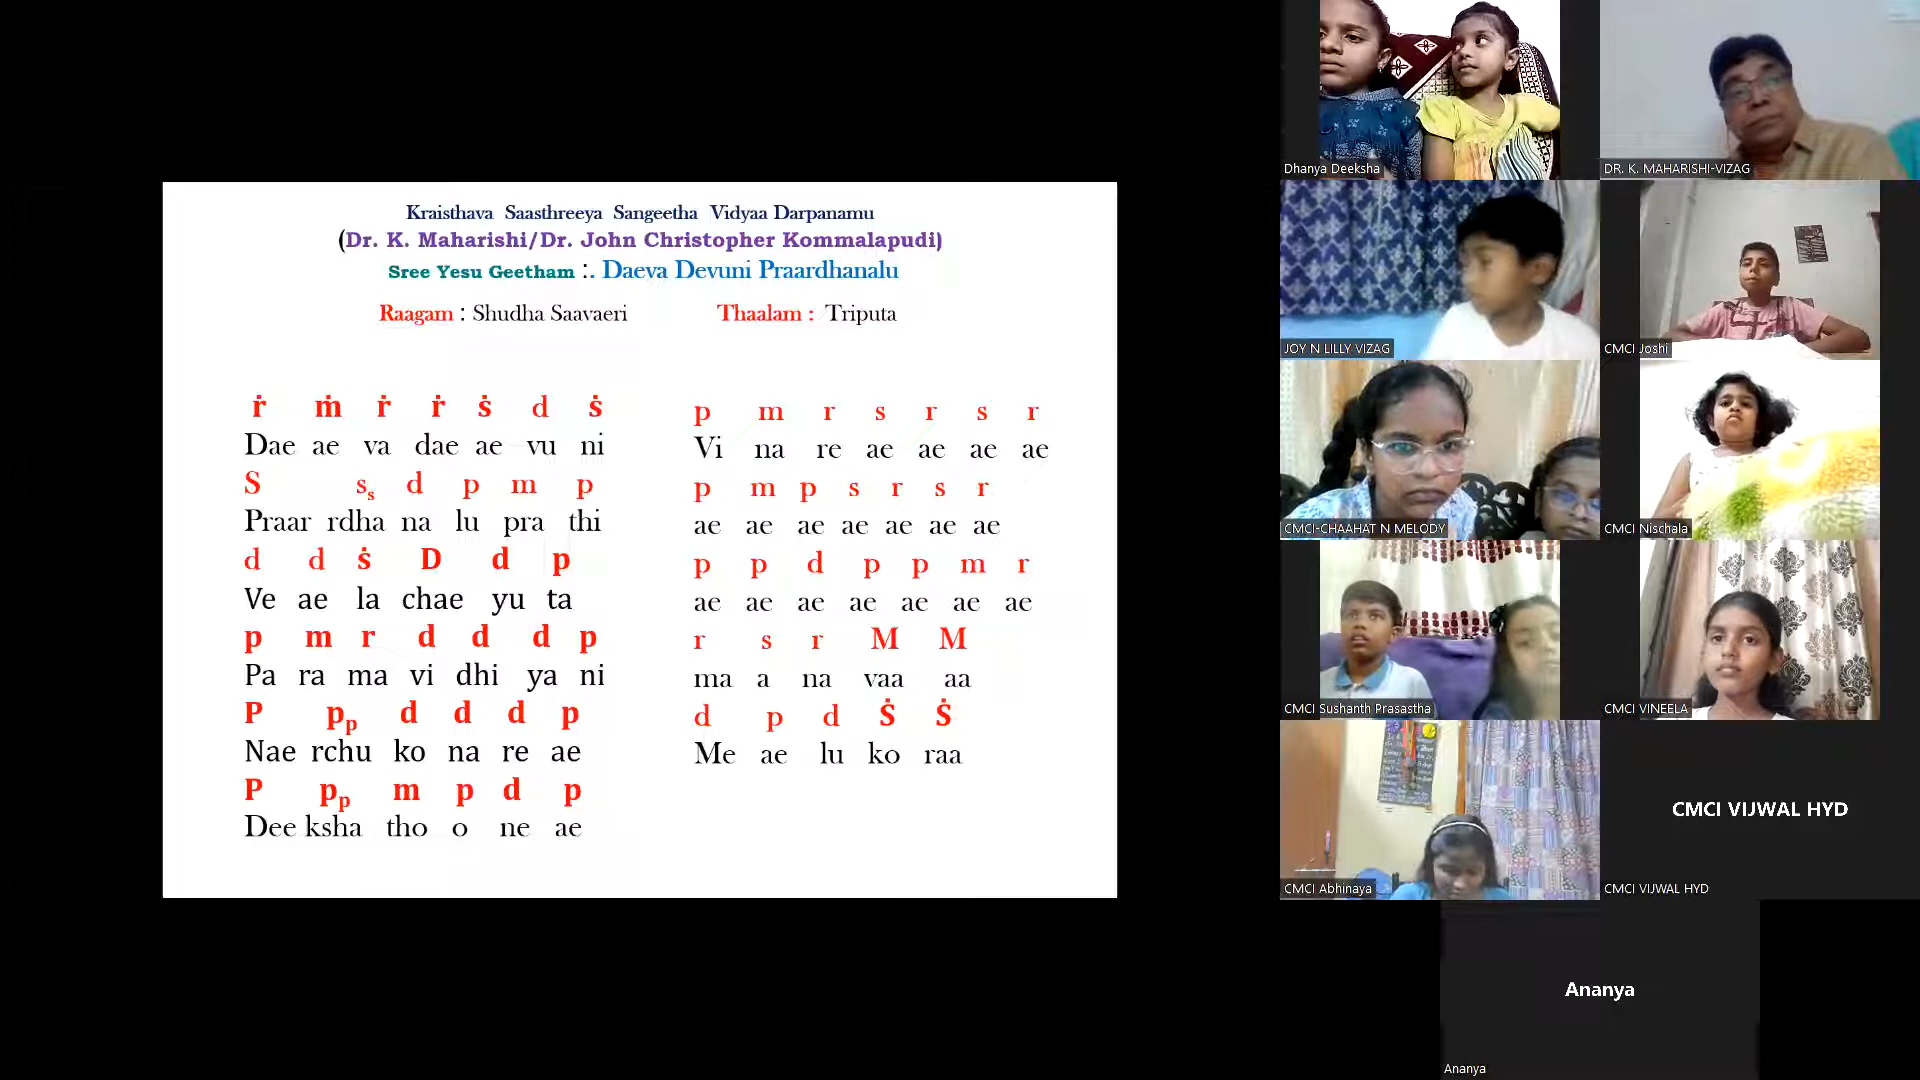 Kraisthava Saasthreeya Sangeetha Vidyaa Darpanamu
(Dr. K. Maharishi/Dr. John Christopher Kommalapudi)
Sree Yesu Geetham :. Daeva Devuni Praardhanalu
Raagam : Shudha Saavaeri Thaalam : Triputa
ṙ ṁ ṙ ṙ ṡ d ṡ
Dae ae va dae ae vu ni
S s s d p m p
Praar rdha na lu pra thi
d d ṡ D d p
Ve ae la chae yu ta
p m r d d d p
Pa ra ma vi dhi ya ni
P p p d d d p
Nae rchu ko na re ae
P p p m p d p
Dee ksha tho o ne ae
p m r s r s r
Vi na re ae ae ae ae
p m p s r s r
ae ae ae ae ae ae ae
p p d p p m r
ae ae ae ae ae ae ae
r s r M M
ma a na vaa aa
d p d Ṡ Ṡ
Me ae lu ko raa
Dhanya Deeksha
DR. K. MAHARISHI-VIZAG
JOY N LILLY VIZAG
CMCI Joshi
CMCI-CHAAHAT N MELODY
CMCI Nischala
CMCI Sushanth Prasastha
CMCI VINEELA
CMCI Abhinaya
CMCI VIJWAL HYD
CMCI VIJWAL HYD
Ananya
Ananya